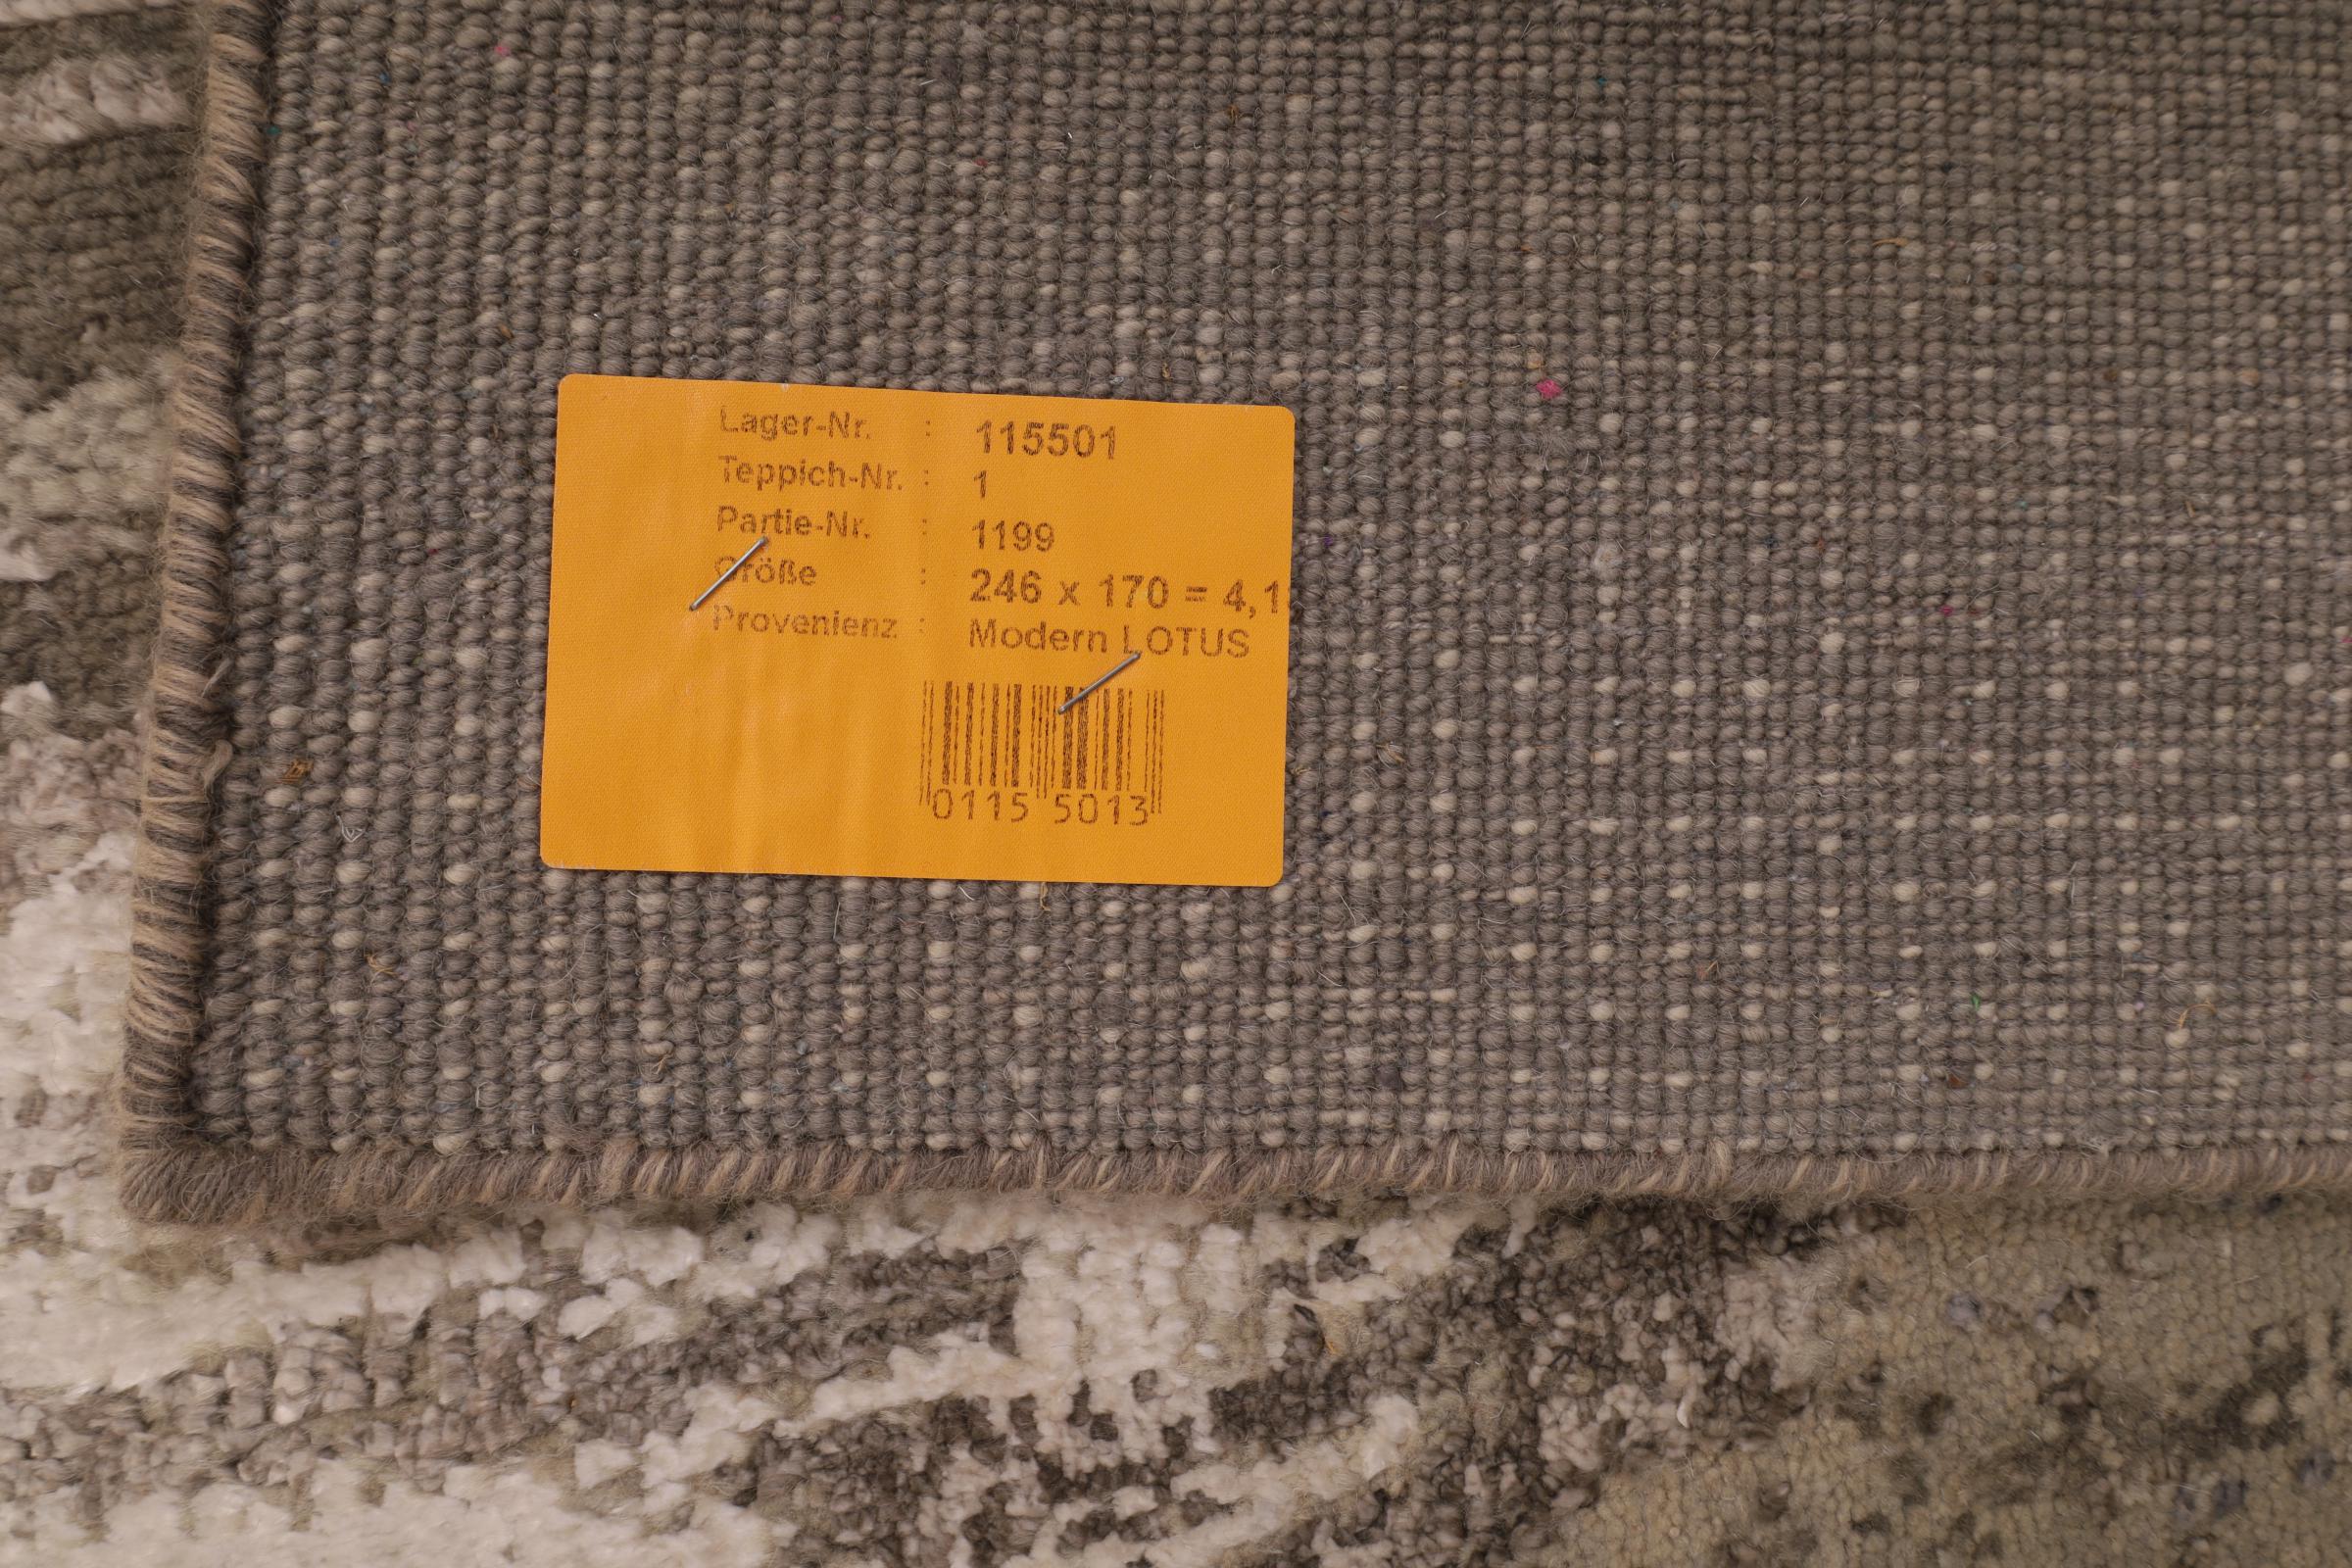 Lager-Nr. : 115501
Teppich-Nr. : 1
Partie-Nr. : 1199
Größe : 246 x 170 = 4,1
Provenienz : Modern LOTUS
0115 5013